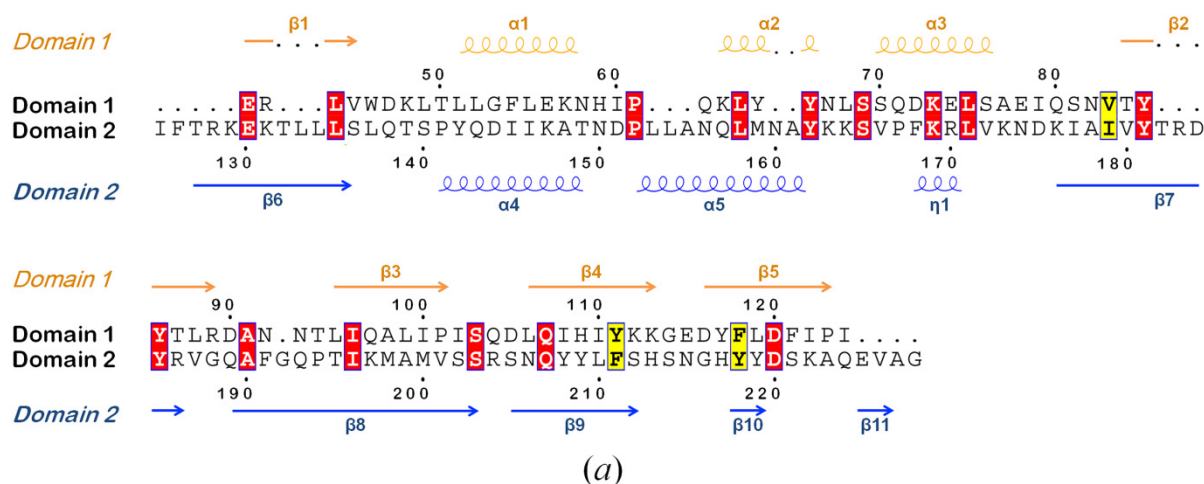 β1 α1 α2 α3 β2
Domain 1 . . . . . . . .
50 60 70 80
Domain 1 .....ER...LVWDKLTLLGFLEKNHIP...QKLY..YNLSSQDKELSAEIQSNVTY...
Domain 2 IFTRKEKTLLLSLQTSPYQDIIKATNDPLLANQLMNAYKKSVPFKRLVKNDKIAIVYTRD
130 140 150 160 170 180
Domain 2
β6 α4 α5 η1 β7
Domain 1 β3 β4 β5
90 100 110 120
Domain 1 YTLRDAN.NTLIQALIPISQDLQIHIYKKGEDYFLDFIPI....
Domain 2 YRVGQAFGQPTIKMAMVSSRSNQYYLFSHSNGHYYDSKAQEVAG
190 200 210 220
Domain 2 β8 β9 β10 β11
(a)